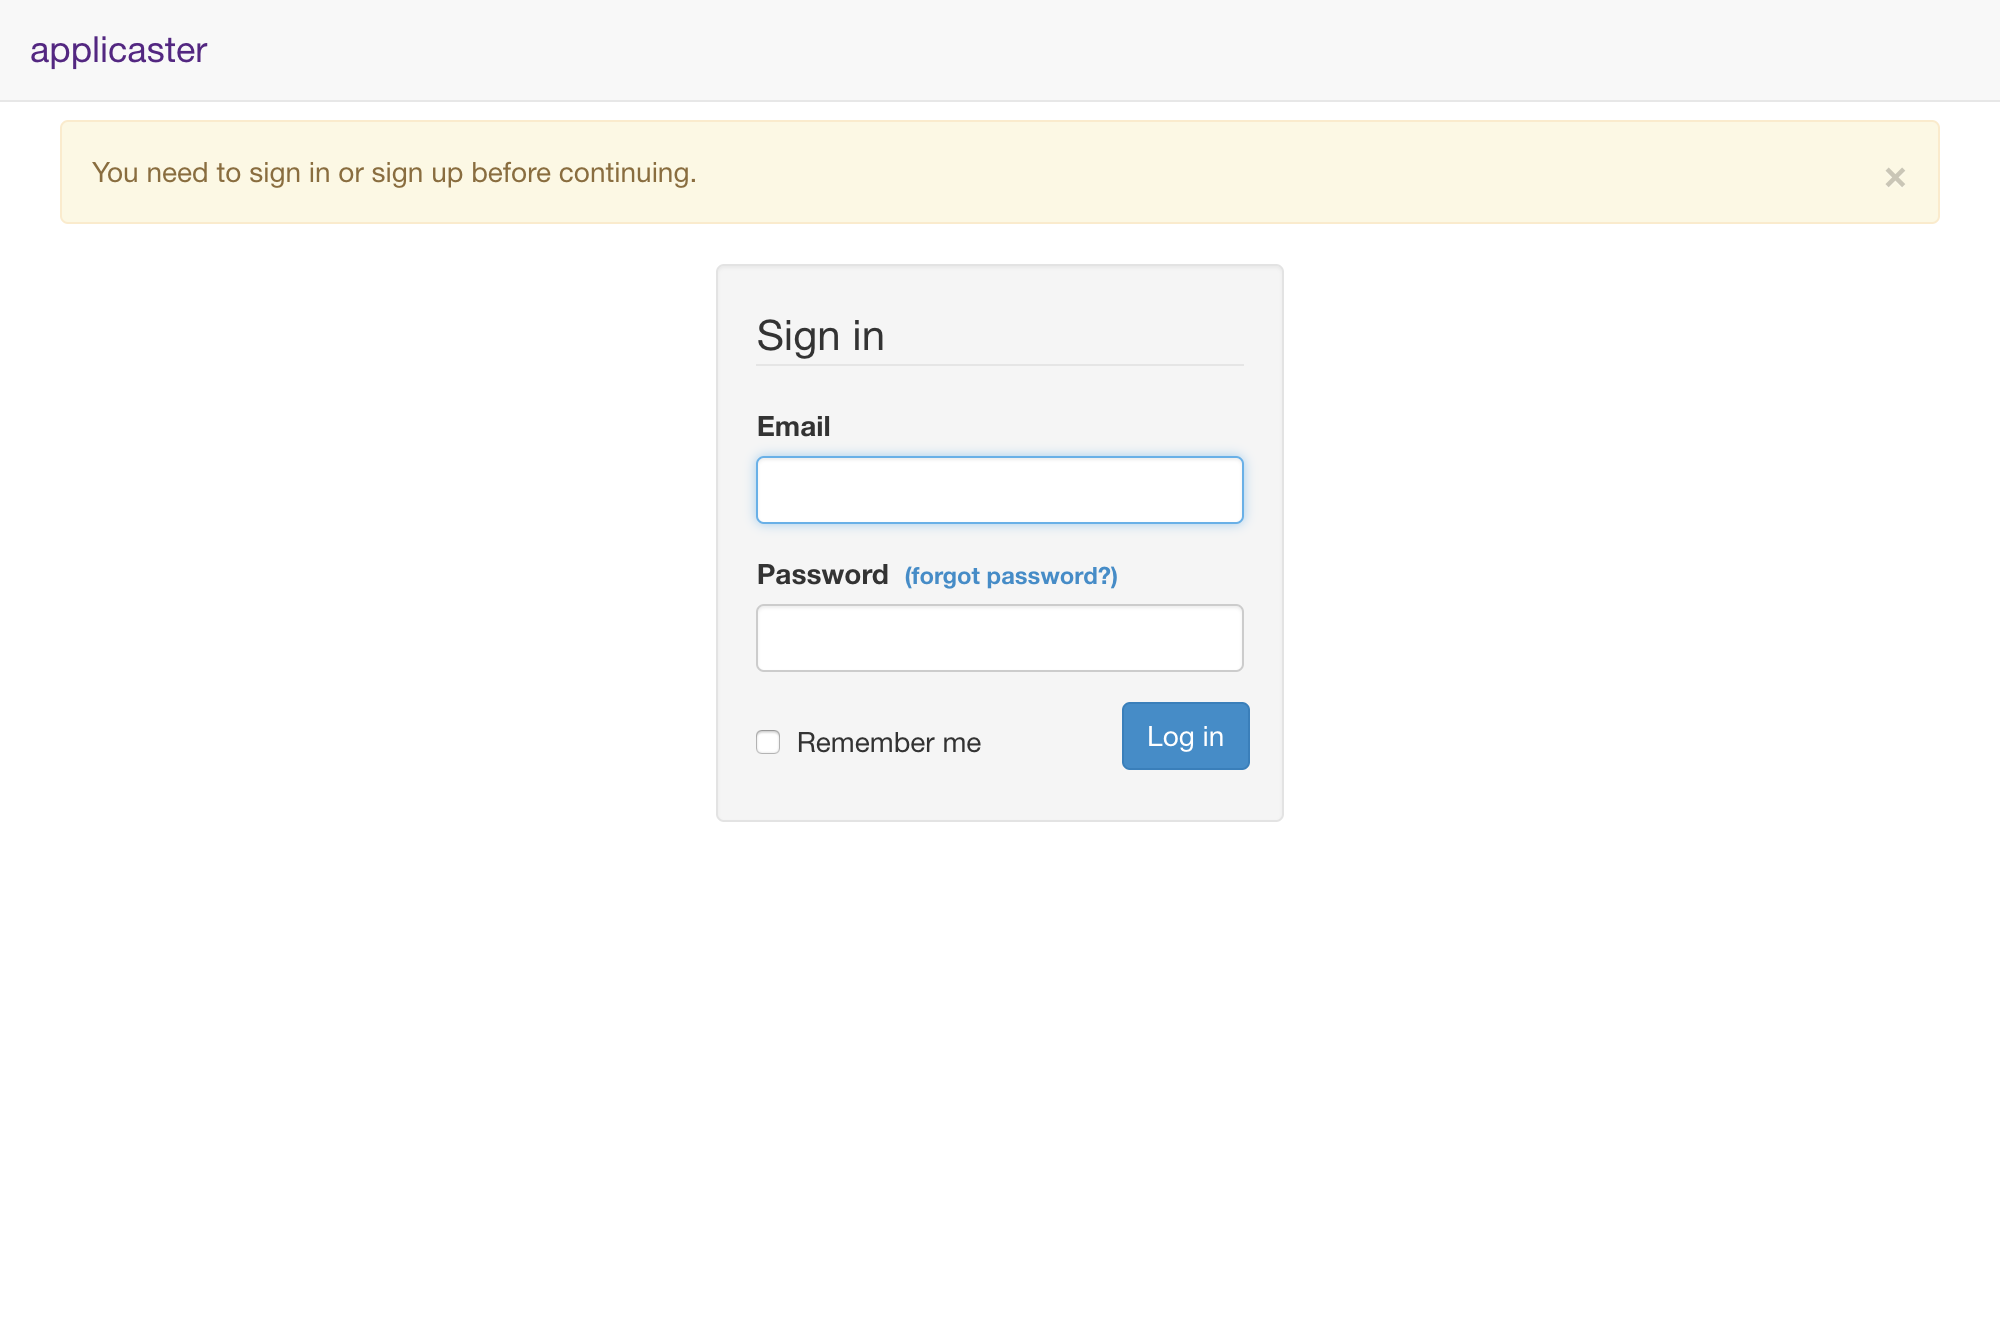 applicaster
You need to sign in or sign up before continuing.
×
Sign in
Email
Password (forgot password?)
Remember me
Log in